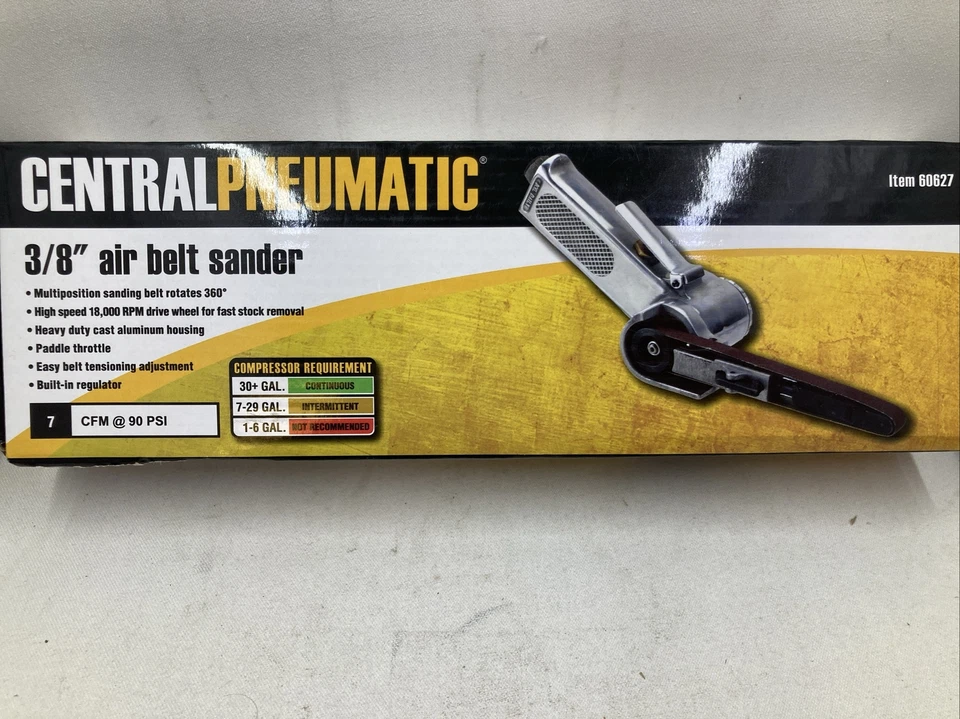 CENTRALPNEUMATIC®
Item 60627
3/8" air belt sander
• Multiposition sanding belt rotates 360°
• High speed 18,000 RPM drive wheel for fast stock removal
• Heavy duty cast aluminum housing
• Paddle throttle
• Easy belt tensioning adjustment
• Built-in regulator
7 CFM @ 90 PSI
COMPRESSOR REQUIREMENT
30+ GAL. CONTINUOUS
7-29 GAL. INTERMITTENT
1-6 GAL. NOT RECOMMENDED